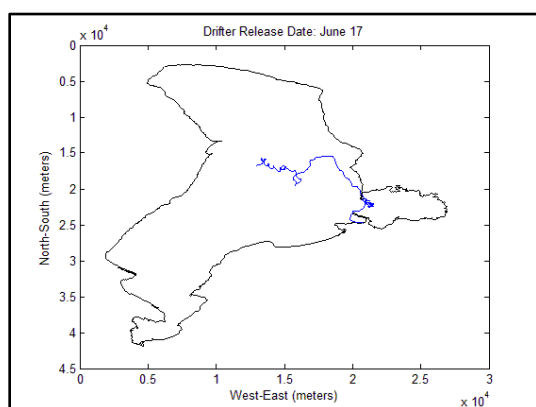 Drifter Release Date: June 17
x 10^4
0
0.5
1
1.5
2
2.5
3
3.5
4
4.5
North-South (meters)
0 0.5 1 1.5 2 2.5 3
West-East (meters)
x 10^4